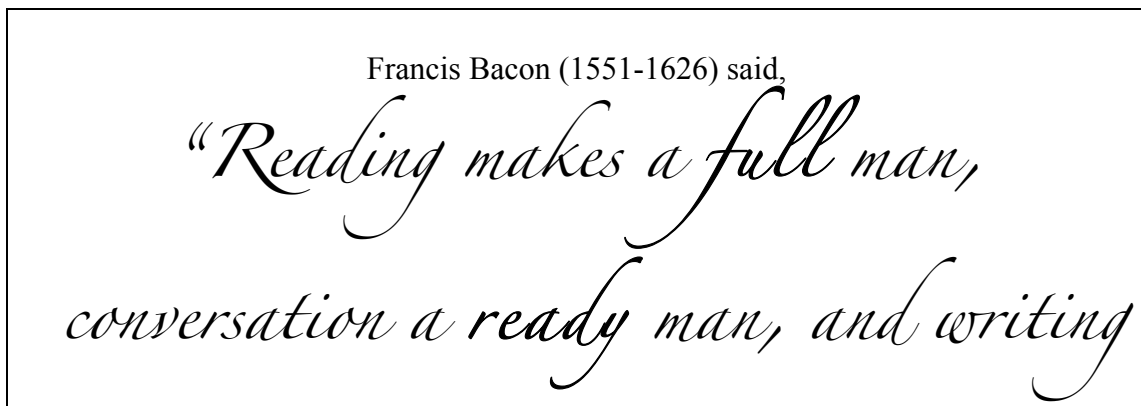 Francis Bacon (1551-1626) said,
“Reading makes a full man,
conversation a ready man, and writing